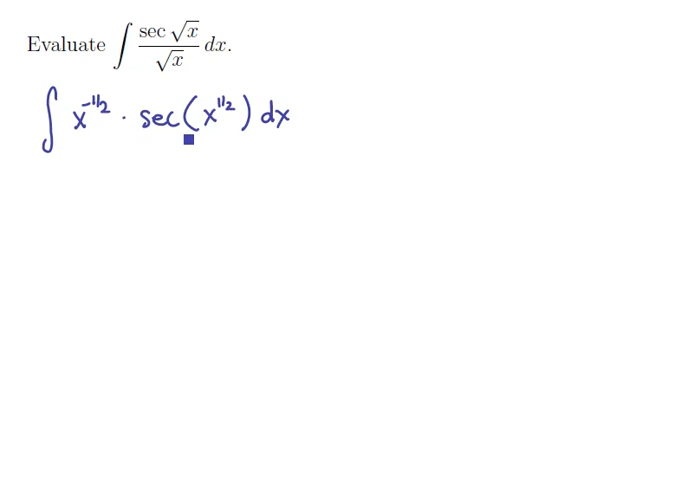 Evaluate ∫ sec √x / √x dx.
∫ x^{-1/2} · sec(x^{1/2}) dx